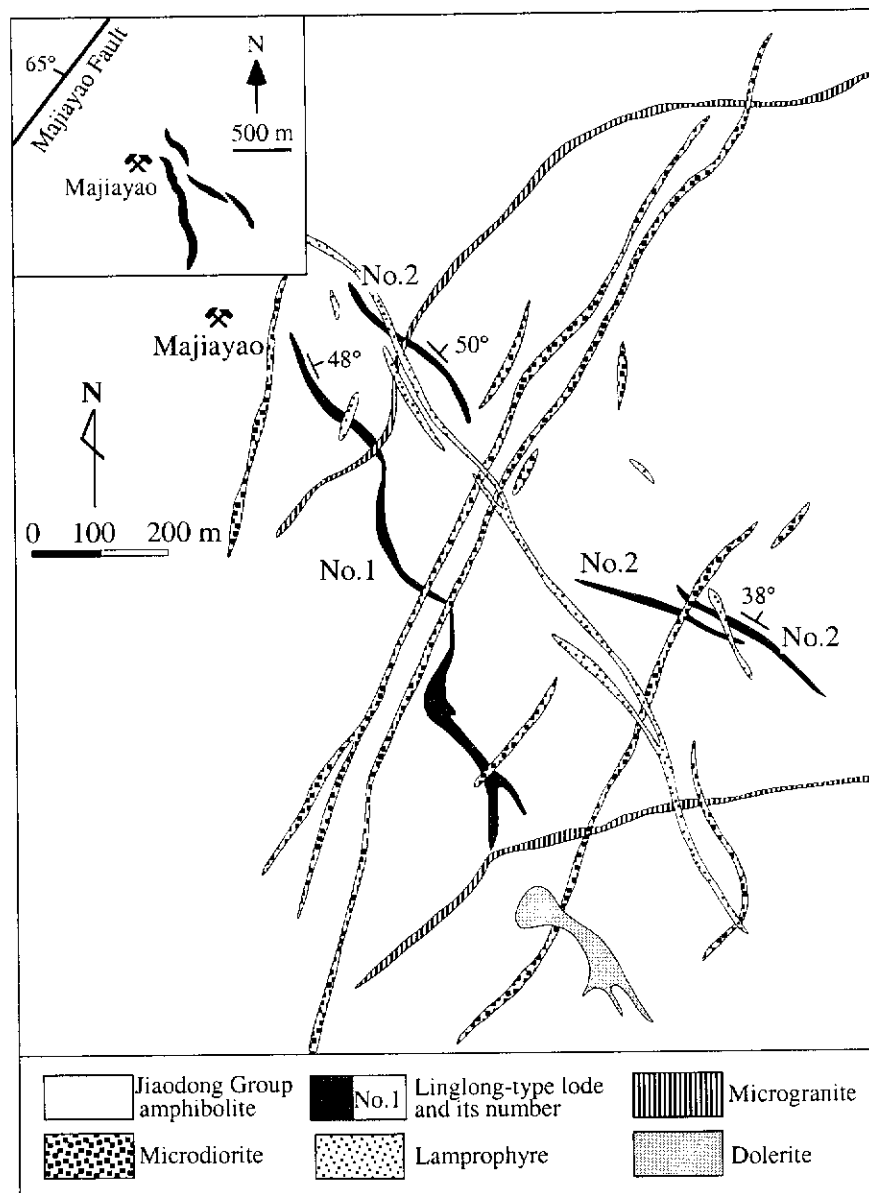 65°
Majiayao Fault
N
500 m
Majiayao
No.2
Majiayao
48°
50°
N
0 100 200 m
No.1
No.2
38°
No.2
Jiaodong Group
amphibolite
No.1
Linglong-type lode
and its number
Microgranite
Microdiorite
Lamprophyre
Dolerite